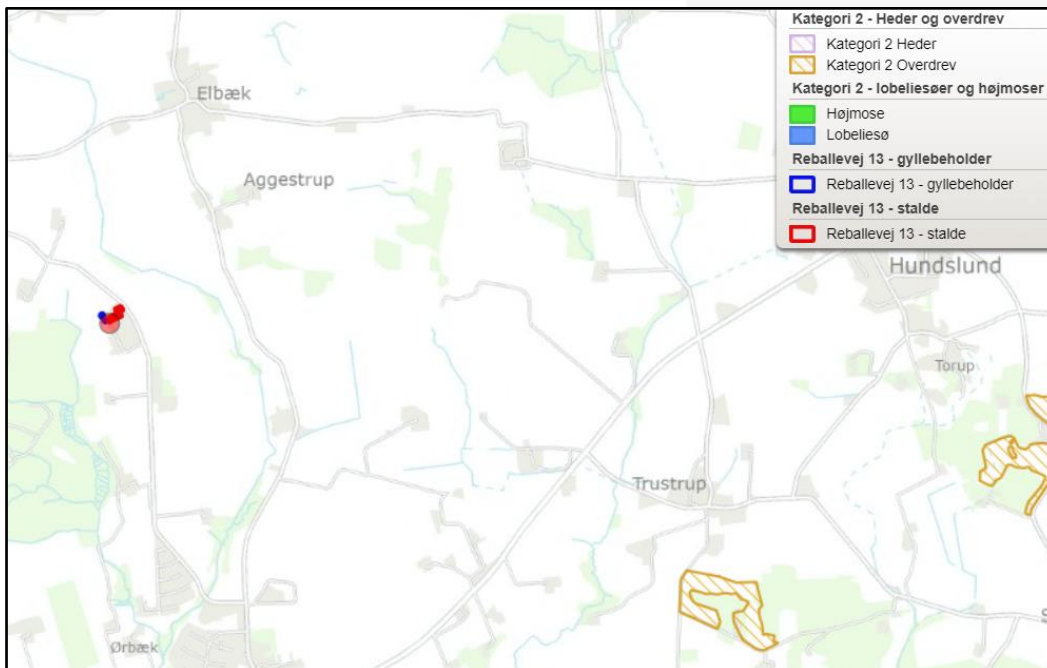 Kategori 2 - Heder og overdrev
Kategori 2 Heder
Kategori 2 Overdrev
Kategori 2 - lobeliesøer og højmoser
Højmose
Lobeliesø
Reballevej 13 - gyllebeholder
Reballevej 13 - gyllebeholder
Reballevej 13 - stalde
Reballevej 13 - stalde
Elbæk
Aggestrup
Hundslund
Torup
Trustrup
S
Ørbæk